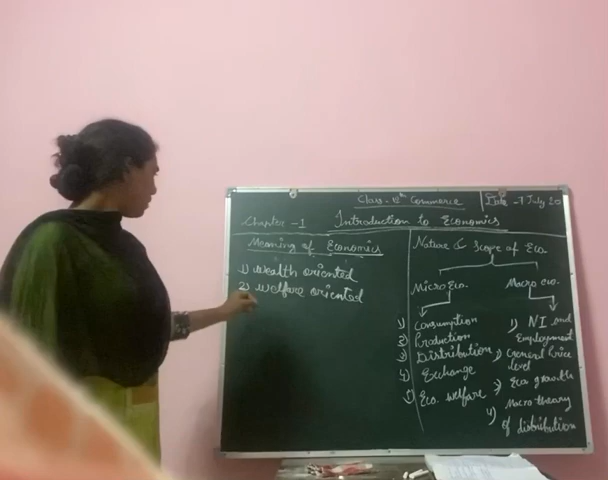 Class - 12th Commerce
Date - 7 July 20
Chapter - 1 Introduction to Economics
Meaning of Economics
1) wealth oriented
2) welfare oriented
Nature & Scope of Eco.
Micro Eco.
1) Consumption
2) Production
3) Distribution
4) Exchange
5) Eco. welfare
Macro eco.
1) NI and
Employment
2) General Price
level
3) Eco growth
4) Macro theory
of distribution